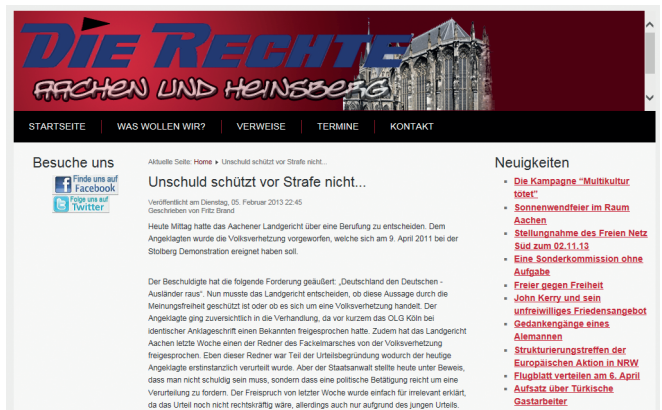 DIE RECHTE
AACHEN UND HEINSBERG
STARTSEITE
WAS WOLLEN WIR?
VERWEISE
TERMINE
KONTAKT
Besuche uns
Finde uns auf
Facebook
Folge uns auf
Twitter
Aktuelle Seite: Home ▸ Unschuld schützt vor Strafe nicht...
Unschuld schützt vor Strafe nicht...
Veröffentlicht am Dienstag, 05. Februar 2013 22:45
Geschrieben von Fritz Brand
Heute Mittag hatte das Aachener Landgericht über eine Berufung zu entscheiden. Dem
Angeklagten wurde die Volksverhetzung vorgeworfen, welche sich am 9. April 2011 bei der
Stolberg Demonstration ereignet haben soll.
Der Beschuldigte hat die folgende Forderung geäußert: „Deutschland den Deutschen -
Ausländer raus“. Nun musste das Landgericht entscheiden, ob diese Aussage durch die
Meinungsfreiheit geschützt ist oder ob es sich um eine Volksverhetzung handelt. Der
Angeklagte ging zuversichtlich in die Verhandlung, da vor kurzem das OLG Köln bei
identischer Anklageschrift einen Bekannten freigesprochen hatte. Zudem hat das Landgericht
Aachen letzte Woche einen der Redner des Fackelmarsches von der Volksverhetzung
freigesprochen. Eben dieser Redner war Teil der Urteilsbegründung wodurch der heutige
Angeklagte erstinstanzlich verurteilt wurde. Aber der Staatsanwalt stellte heute unter Beweis,
dass man nicht schuldig sein muss, sondern dass eine politische Betätigung reicht um eine
Verurteilung zu fordern. Der Freispruch von letzter Woche wurde einfach für irrelevant erklärt,
da das Urteil noch nicht rechtskräftig wäre, allerdings auch nur aufgrund des jungen Urteils.
Neuigkeiten
Die Kampagne “Multikultur
tötet”
Sonnenwendfeier im Raum
Aachen
Stellungnahme des Freien Netz
Süd zum 02.11.13
Eine Sonderkommission ohne
Aufgabe
Freier gegen Freiheit
John Kerry und sein
unfreiwilliges Friedensangebot
Gedankengänge eines
Alemannen
Strukturierungstreffen der
Europäischen Aktion in NRW
Flugblatt verteilen am 6. April
Aufsatz über Türkische
Gastarbeiter